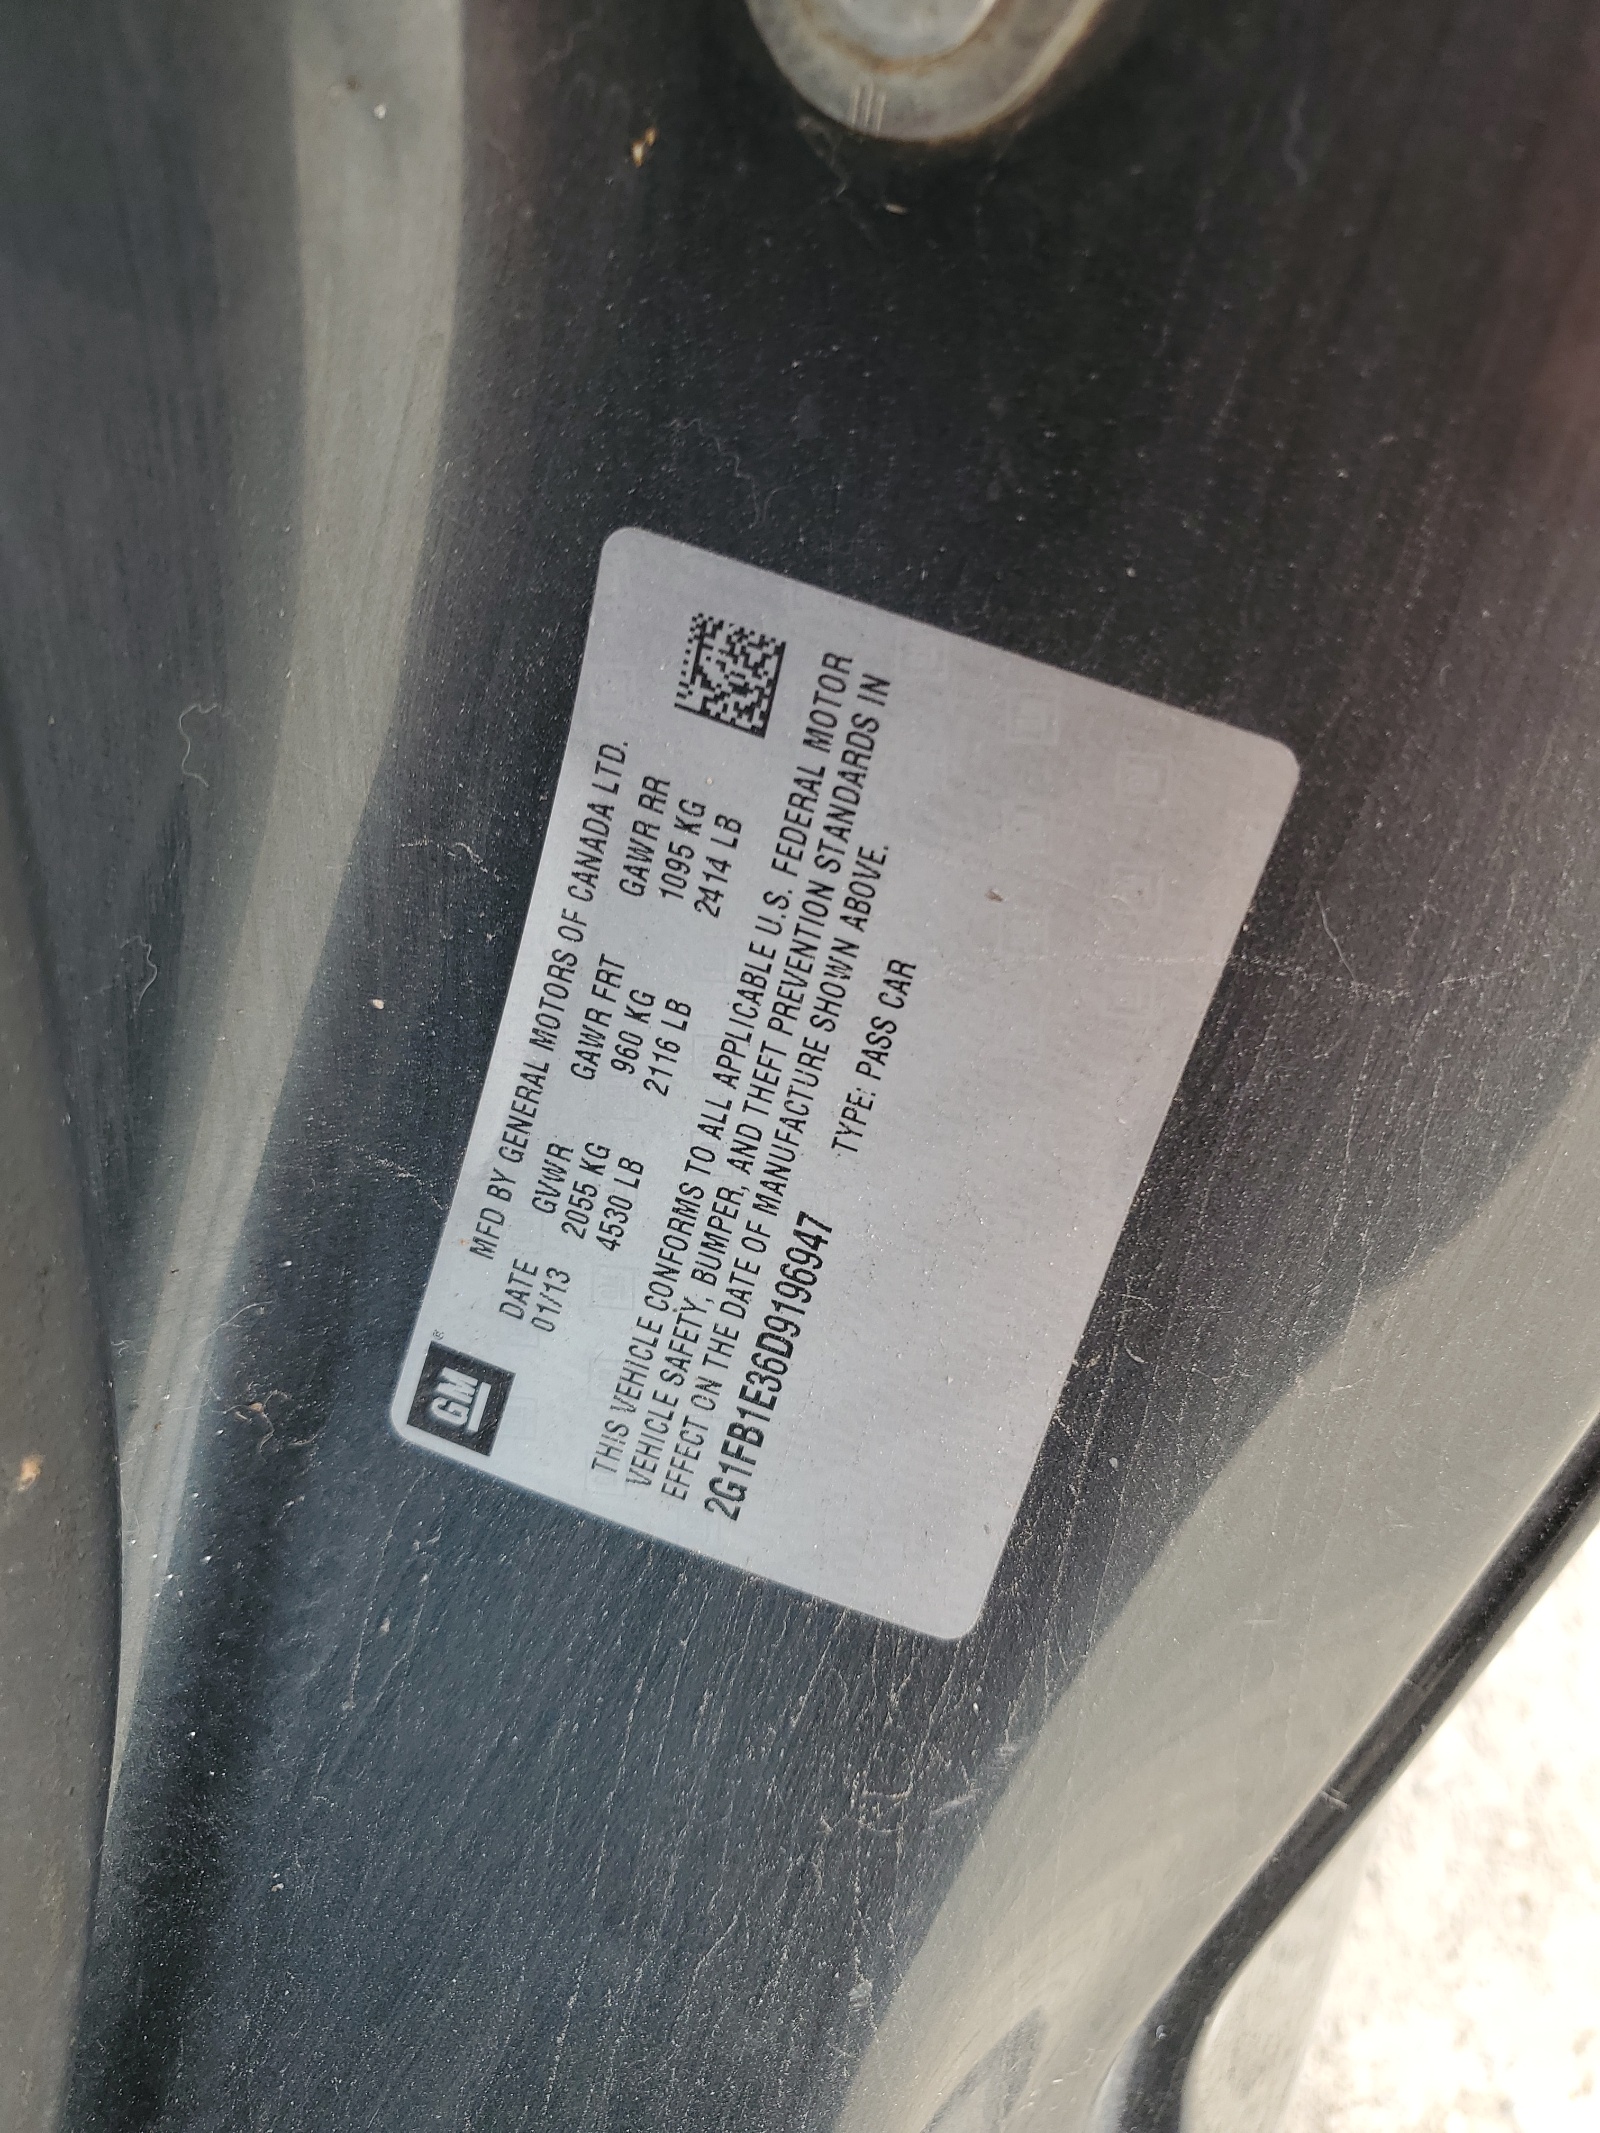 GM®
MFD BY GENERAL MOTORS OF CANADA LTD.
DATE GVWR GAWR FRT GAWR RR
01/13 2055 KG 960 KG 1095 KG
4530 LB 2116 LB 2414 LB
THIS VEHICLE CONFORMS TO ALL APPLICABLE U.S. FEDERAL MOTOR
VEHICLE SAFETY, BUMPER, AND THEFT PREVENTION STANDARDS IN
EFFECT ON THE DATE OF MANUFACTURE SHOWN ABOVE.
2G1FB1E36D9196947 TYPE: PASS CAR